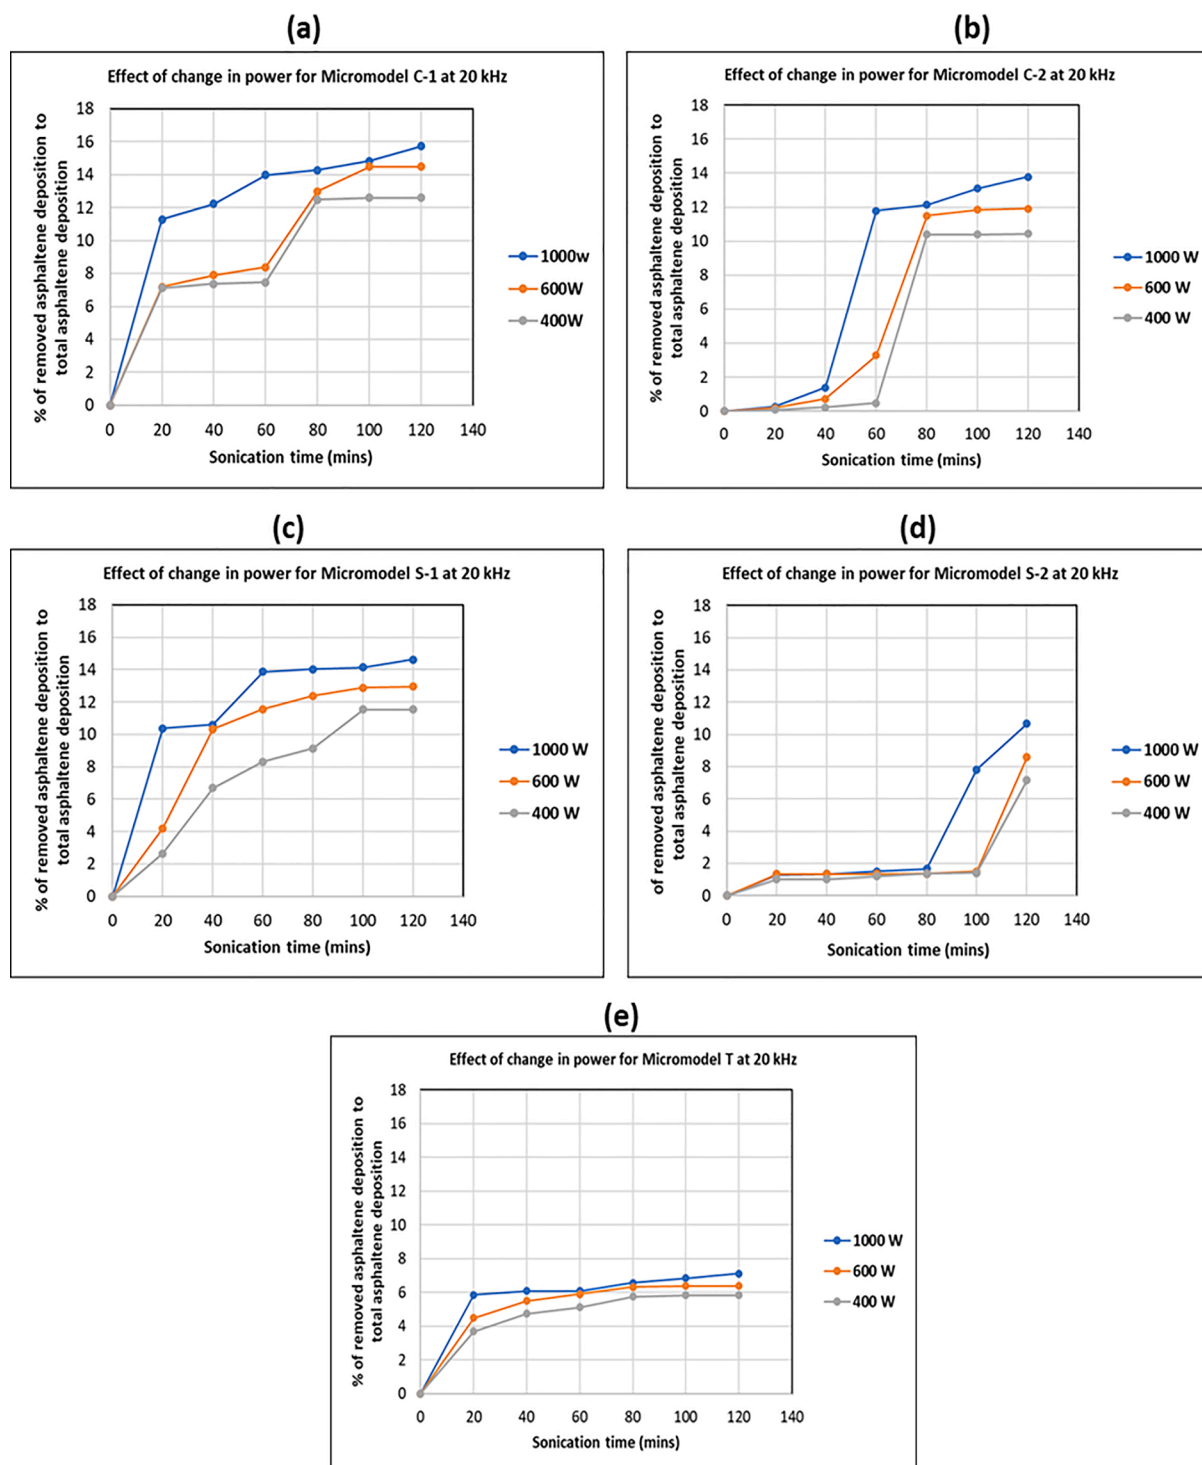 (a)
Effect of change in power for Micromodel C-1 at 20 kHz
% of removed asphaltene deposition to
total asphaltene deposition
18
16
14
12
10
8
6
4
2
0
0 20 40 60 80 100 120 140
Sonication time (mins)
1000w
600W
400W
(b)
Effect of change in power for Micromodel C-2 at 20 kHz
% of removed asphaltene deposition to
total asphaltene deposition
18
16
14
12
10
8
6
4
2
0
0 20 40 60 80 100 120 140
Sonication time (mins)
1000 W
600 W
400 W
(c)
Effect of change in power for Micromodel S-1 at 20 kHz
% of removed asphaltene deposition to
total asphaltene deposition
18
16
14
12
10
8
6
4
2
0
0 20 40 60 80 100 120 140
Sonication time (mins)
1000 W
600 W
400 W
(d)
Effect of change in power for Micromodel S-2 at 20 kHz
of removed asphaltene deposition to
total asphaltene deposition
18
16
14
12
10
8
6
4
2
0
0 20 40 60 80 100 120 140
Sonication time (mins)
1000 W
600 W
400 W
(e)
Effect of change in power for Micromodel T at 20 kHz
% of removed asphaltene deposition to
total asphaltene deposition
18
16
14
12
10
8
6
4
2
0
0 20 40 60 80 100 120 140
Sonication time (mins)
1000 W
600 W
400 W